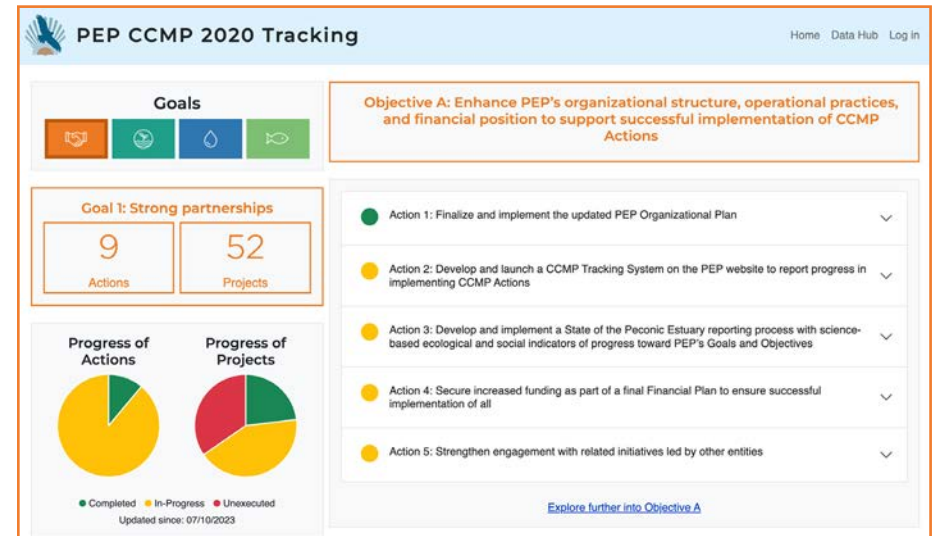 PEP CCMP 2020 Tracking
Home Data Hub Log in
Goals
Goal 1: Strong partnerships
9
Actions
52
Projects
Progress of
Actions
Progress of
Projects
Completed In-Progress Unexecuted
Updated since: 07/10/2023
Objective A: Enhance PEP's organizational structure, operational practices,
and financial position to support successful implementation of CCMP
Actions
Action 1: Finalize and implement the updated PEP Organizational Plan
Action 2: Develop and launch a CCMP Tracking System on the PEP website to report progress in
implementing CCMP Actions
Action 3: Develop and implement a State of the Peconic Estuary reporting process with science-
based ecological and social indicators of progress toward PEP's Goals and Objectives
Action 4: Secure increased funding as part of a final Financial Plan to ensure successful
implementation of all
Action 5: Strengthen engagement with related initiatives led by other entities
Explore further into Objective A